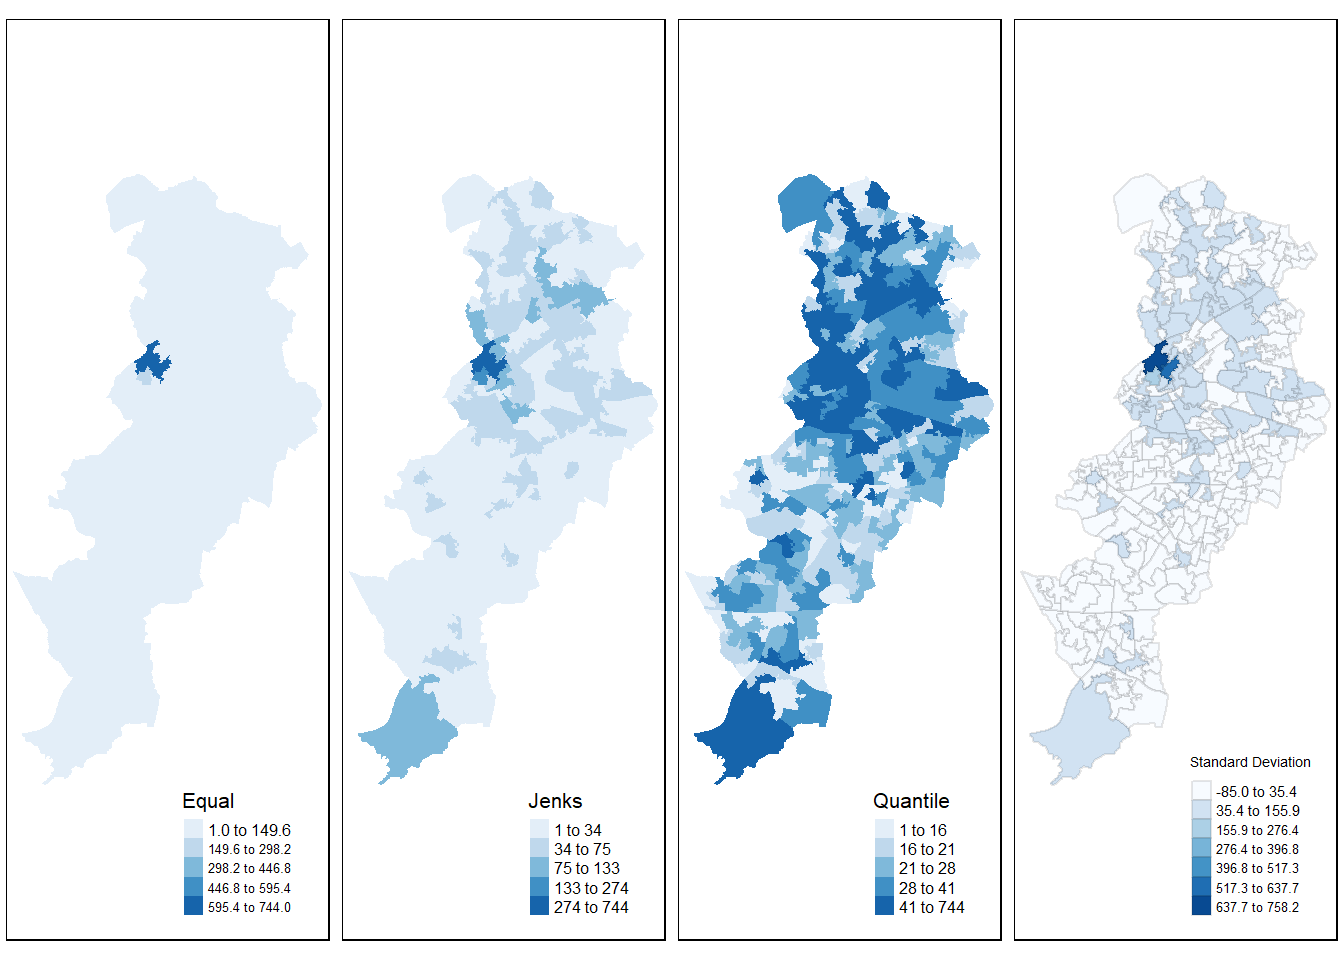 Equal
1.0 to 149.6
149.6 to 298.2
298.2 to 446.8
446.8 to 595.4
595.4 to 744.0
Jenks
1 to 34
34 to 75
75 to 133
133 to 274
274 to 744
Quantile
1 to 16
16 to 21
21 to 28
28 to 41
41 to 744
Standard Deviation
-85.0 to 35.4
35.4 to 155.9
155.9 to 276.4
276.4 to 396.8
396.8 to 517.3
517.3 to 637.7
637.7 to 758.2